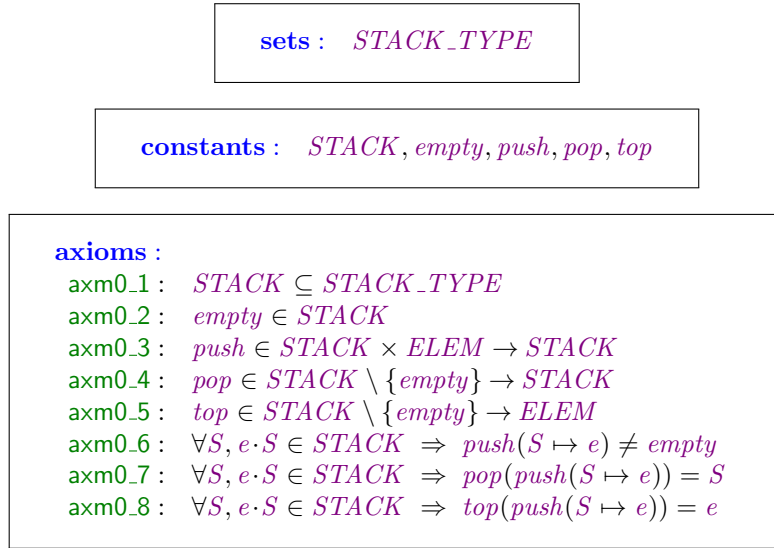 sets : STACK_TYPE
constants : STACK, empty, push, pop, top
axioms :
axm0_1 : STACK ⊆ STACK_TYPE
axm0_2 : empty ∈ STACK
axm0_3 : push ∈ STACK × ELEM → STACK
axm0_4 : pop ∈ STACK \ {empty} → STACK
axm0_5 : top ∈ STACK \ {empty} → ELEM
axm0_6 : ∀S, e·S ∈ STACK ⇒ push(S ↦ e) ≠ empty
axm0_7 : ∀S, e·S ∈ STACK ⇒ pop(push(S ↦ e)) = S
axm0_8 : ∀S, e·S ∈ STACK ⇒ top(push(S ↦ e)) = e